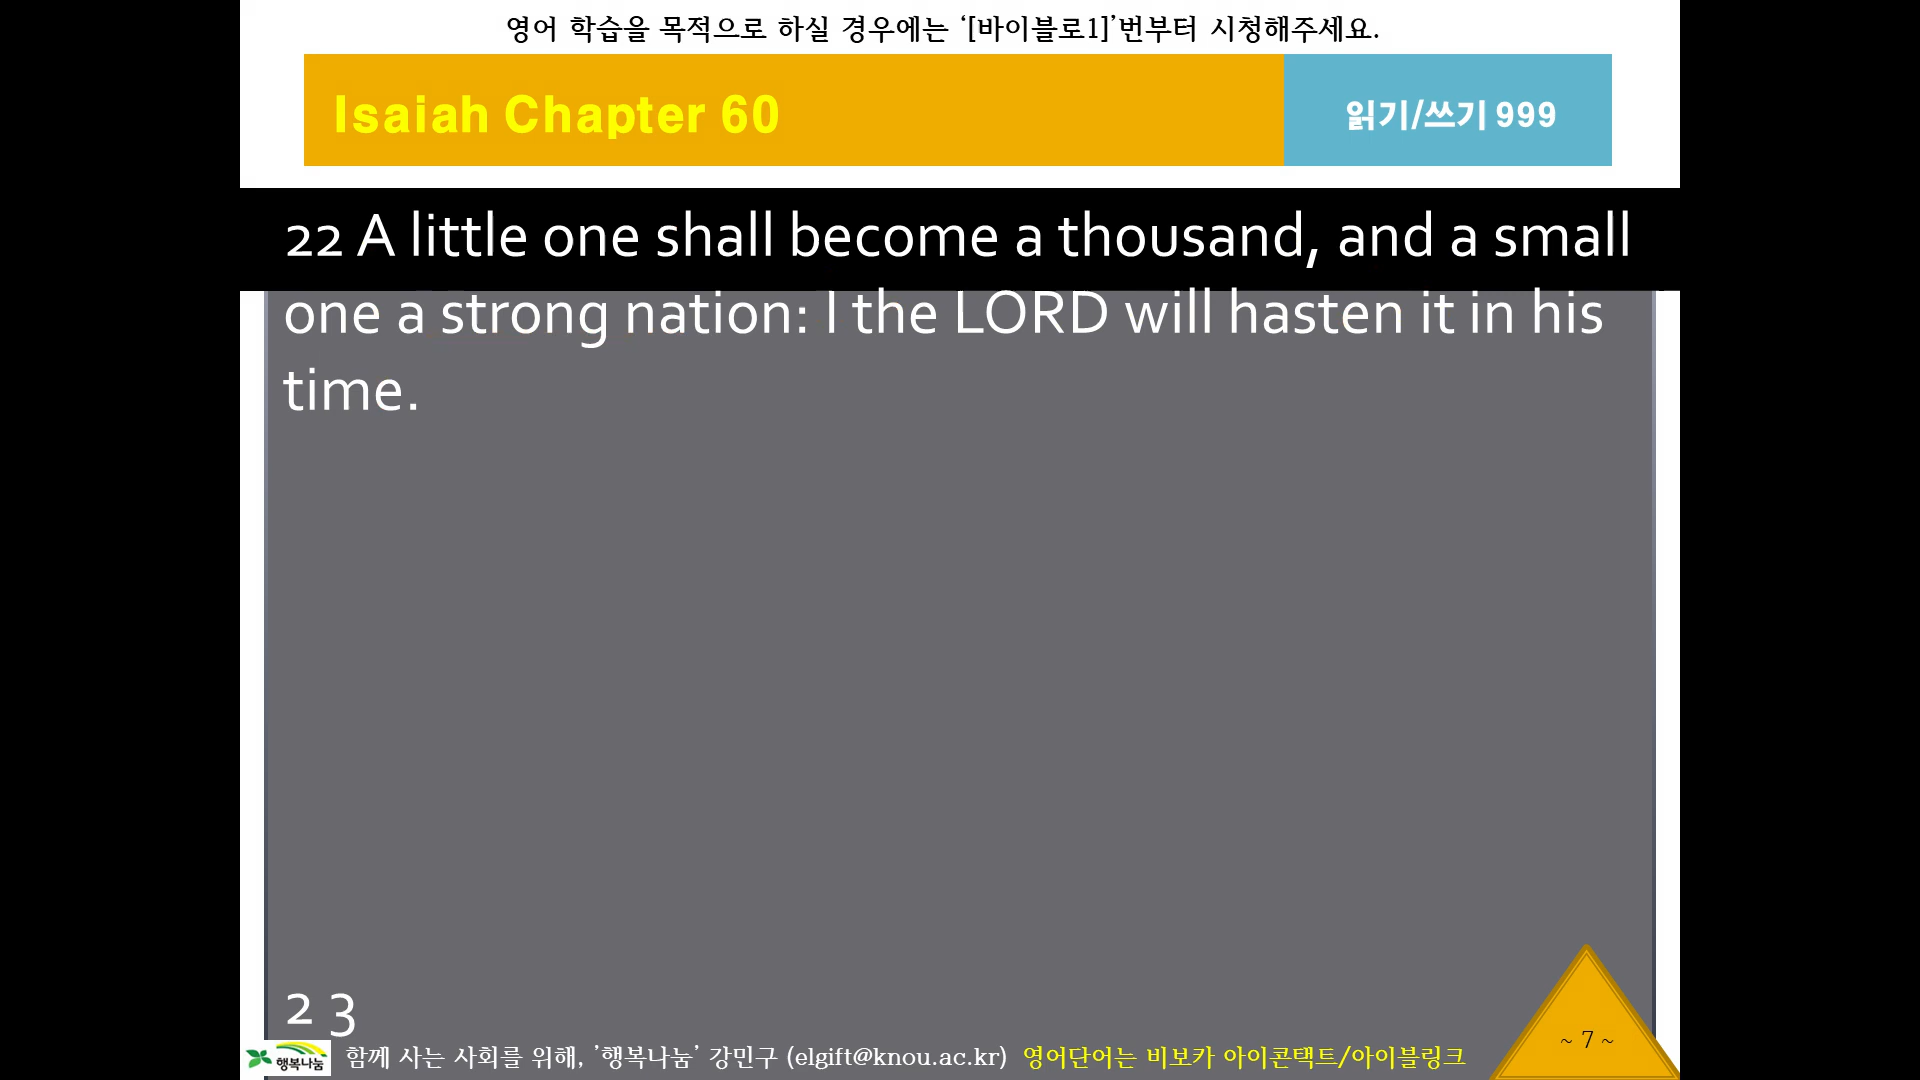 영어 학습을 목적으로 하실 경우에는 ‘[바이블로1]’번부터 시청해주세요.
Isaiah Chapter 60
읽기/쓰기 999
22 A little one shall become a thousand, and a small
one a strong nation: I the LORD will hasten it in his
time.
2 3
~ 7 ~
행복나눔
함께 사는 사회를 위해, ’행복나눔’ 강민구 (elgift@knou.ac.kr) 영어단어는 비보카 아이콘택트/아이블링크